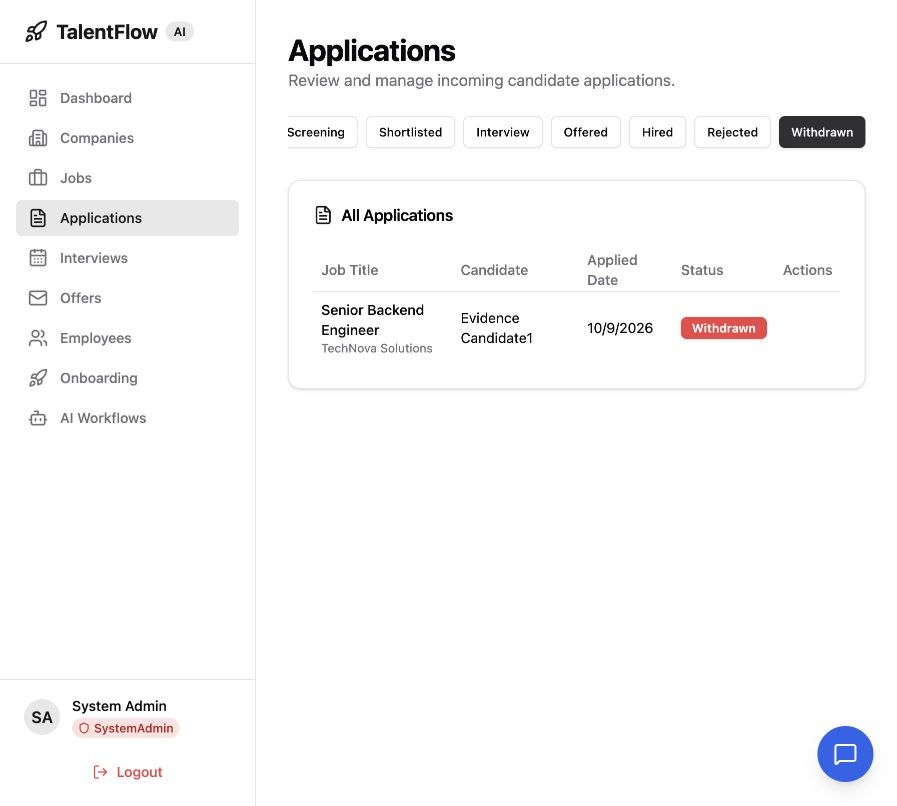 TalentFlow AI
Dashboard
Companies
Jobs
Applications
Interviews
Offers
Employees
Onboarding
AI Workflows
SA
System Admin
SystemAdmin
Logout
Applications
Review and manage incoming candidate applications.
Screening Shortlisted Interview Offered Hired Rejected Withdrawn
All Applications
Job Title Candidate Applied Date Status Actions
Senior Backend
Engineer
TechNova Solutions
Evidence
Candidate1
10/9/2026
Withdrawn